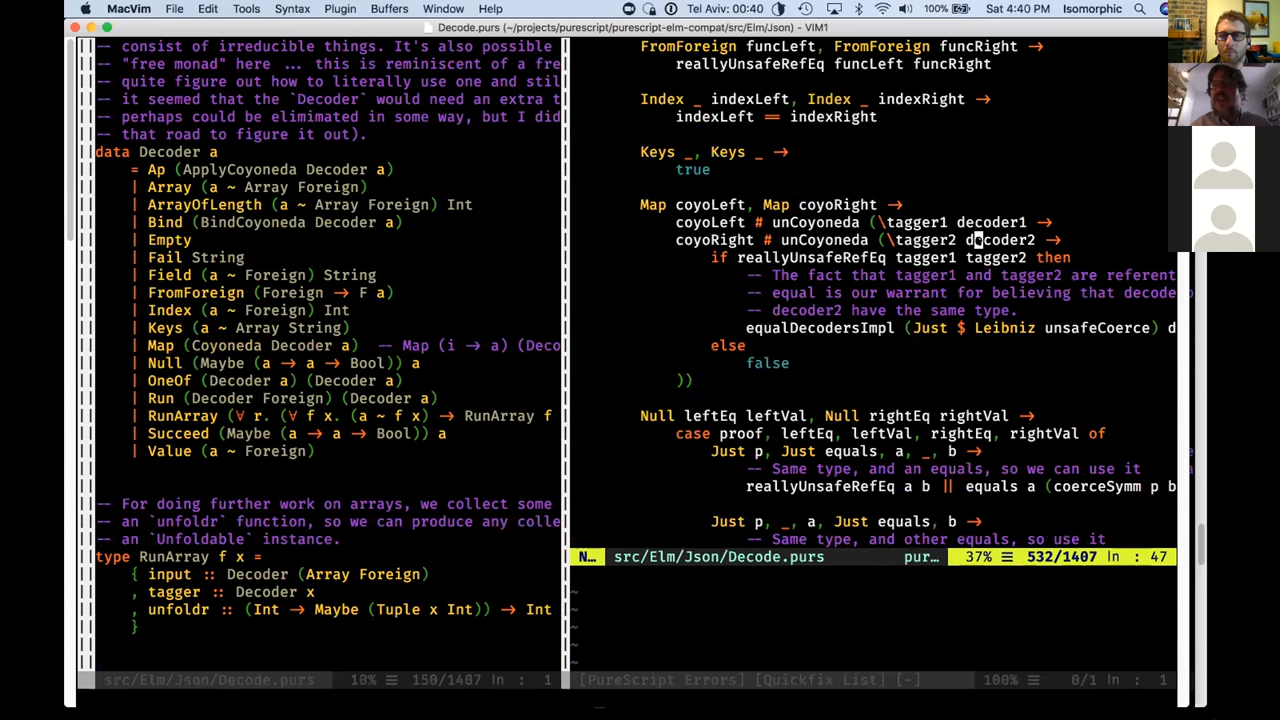 MacVim File Edit Tools Syntax Plugin Buffers Window Help Tel Aviv: 00:40 100% Sat 4:40 PM Isomorphic
Decode.purs (~/projects/purescript/purescript-elm-compat/src/Elm/Json) - VIM1
-- consist of irreducible things. It's also possible
-- "free monad" here ... this is reminiscent of a fre
-- quite figure out how to literally use one and stil
-- it seemed that the `Decoder` would need an extra t
-- perhaps could be elimimated in some way, but I did
-- that road to figure it out).
data Decoder a
= Ap (ApplyCoyoneda Decoder a)
| Array (a ~ Array Foreign)
| ArrayOfLength (a ~ Array Foreign) Int
| Bind (BindCoyoneda Decoder a)
| Empty
| Fail String
| Field (a ~ Foreign) String
| FromForeign (Foreign → F a)
| Index (a ~ Foreign) Int
| Keys (a ~ Array String)
| Map (Coyoneda Decoder a) -- Map (i → a) (Deco
| Null (Maybe (a → a → Bool)) a
| OneOf (Decoder a) (Decoder a)
| Run (Decoder Foreign) (Decoder a)
| RunArray (∀ r. (∀ f x. (a ~ f x) → RunArray f
| Succeed (Maybe (a → a → Bool)) a
| Value (a ~ Foreign)
-- For doing further work on arrays, we collect some
-- an `unfoldr` function, so we can produce any colle
-- an `Unfoldable` instance.
type RunArray f x =
{ input :: Decoder (Array Foreign)
, tagger :: Decoder x
, unfoldr :: (Int → Maybe (Tuple x Int)) → Int
}
src/Elm/Json/Decode.purs 10% ☰ 150/1407 ln : 1
FromForeign funcLeft, FromForeign funcRight →
reallyUnsafeRefEq funcLeft funcRight
Index _ indexLeft, Index _ indexRight →
indexLeft == indexRight
Keys _, Keys _ →
true
Map coyoLeft, Map coyoRight →
coyoLeft # unCoyoneda (\tagger1 decoder1 →
coyoRight # unCoyoneda (\tagger2 decoder2 →
if reallyUnsafeRefEq tagger1 tagger2 then
-- The fact that tagger1 and tagger2 are referent
-- equal is our warrant for believing that decode
-- decoder2 have the same type.
equalDecodersImpl (Just $ Leibniz unsafeCoerce) d
else
false
))
Null leftEq leftVal, Null rightEq rightVal →
case proof, leftEq, leftVal, rightEq, rightVal of
Just p, Just equals, a, _, b →
-- Same type, and an equals, so we can use it
reallyUnsafeRefEq a b || equals a (coerceSymm p b
Just p, _, a, Just equals, b →
-- Same type, and other equals, so use it
N… src/Elm/Json/Decode.purs pur… 37% ☰ 532/1407 ln : 47
~
~
~
~
~
[PureScript Errors] [Quickfix List] [-] 100% ☰ 0/1 ln : 1